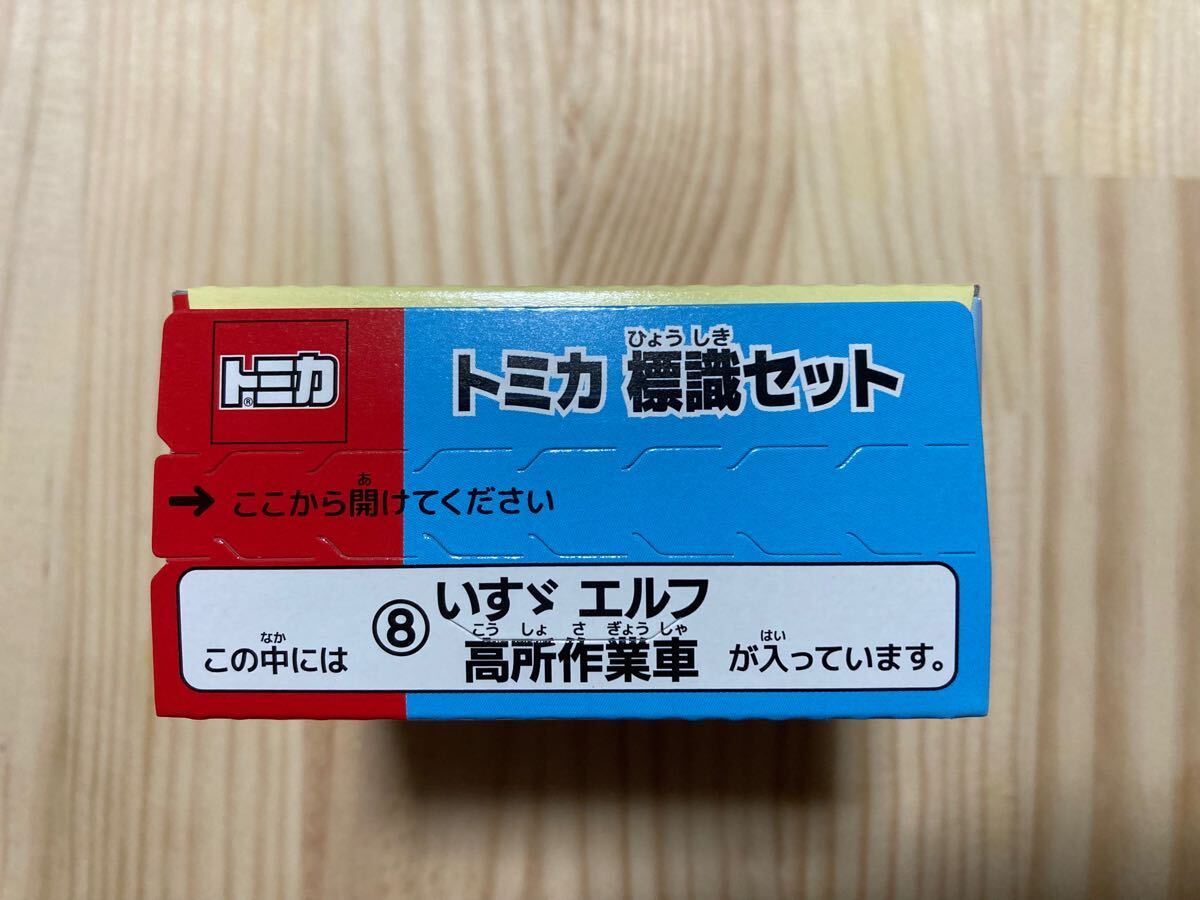 トミカ®
ひょう しき
トミカ 標識セット
あ
→ ここから開けてください
いすゞ エルフ
こう しょ さ ぎょう しゃ
なか はい
この中には ⑧ 高所作業車 が入っています。